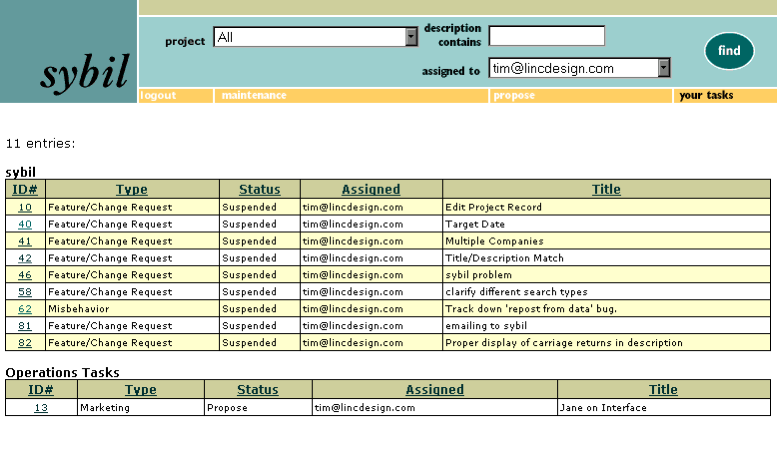 sybil
project All
description contains
assigned to tim@lincdesign.com
find
logout maintenance propose your tasks
11 entries:
sybil
ID# Type Status Assigned Title
10 Feature/Change Request Suspended tim@lincdesign.com Edit Project Record
40 Feature/Change Request Suspended tim@lincdesign.com Target Date
41 Feature/Change Request Suspended tim@lincdesign.com Multiple Companies
42 Feature/Change Request Suspended tim@lincdesign.com Title/Description Match
46 Feature/Change Request Suspended tim@lincdesign.com sybil problem
58 Feature/Change Request Suspended tim@lincdesign.com clarify different search types
62 Misbehavior Suspended tim@lincdesign.com Track down 'repost from data' bug.
81 Feature/Change Request Suspended tim@lincdesign.com emailing to sybil
82 Feature/Change Request Suspended tim@lincdesign.com Proper display of carriage returns in description
Operations Tasks
ID# Type Status Assigned Title
13 Marketing Propose tim@lincdesign.com Jane on Interface